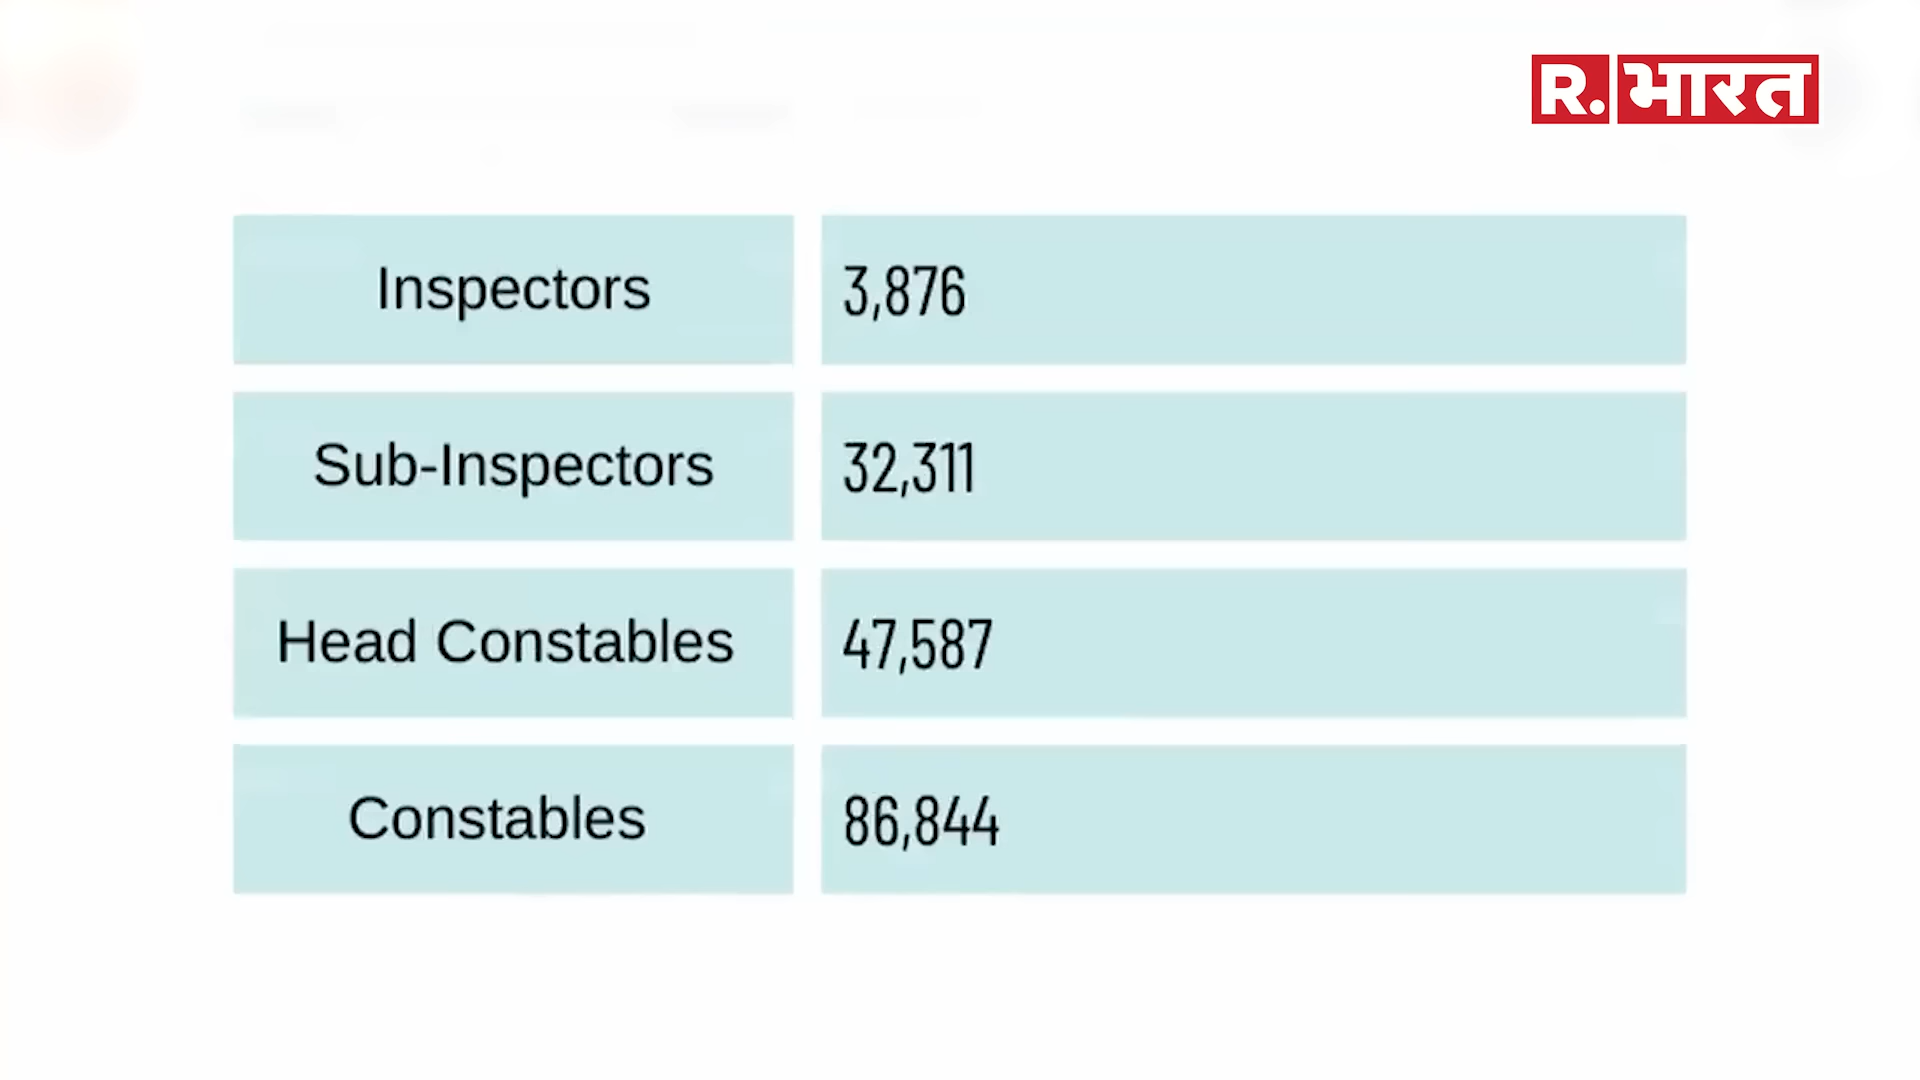 R.भारत
Inspectors 3,876
Sub-Inspectors 32,311
Head Constables 47,587
Constables 86,844